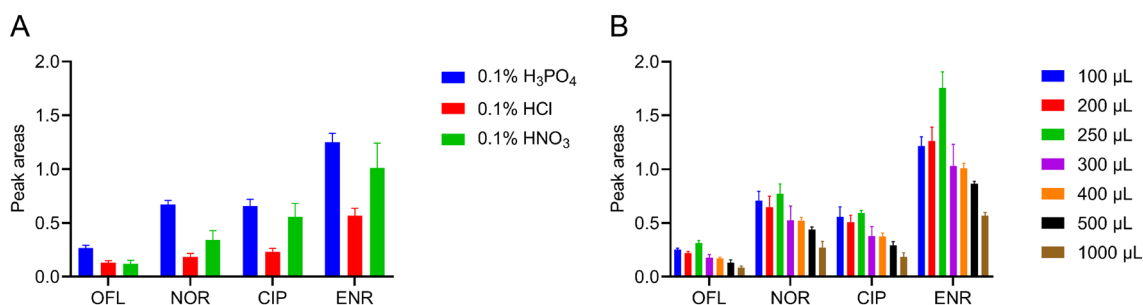 A
Peak areas
2.0
1.5
1.0
0.5
0.0
OFL NOR CIP ENR
0.1% H₃PO₄
0.1% HCl
0.1% HNO₃
B
Peak areas
2.0
1.5
1.0
0.5
0.0
OFL NOR CIP ENR
100 µL
200 µL
250 µL
300 µL
400 µL
500 µL
1000 µL